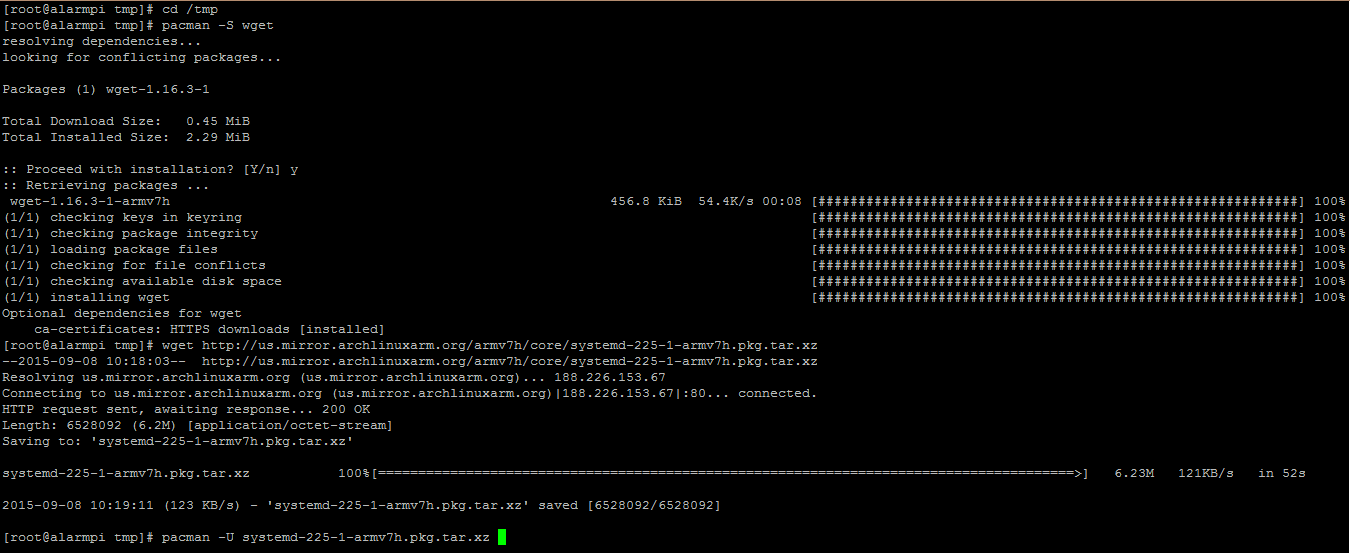 [root@alarmpi tmp]# cd /tmp
[root@alarmpi tmp]# pacman -S wget
resolving dependencies...
looking for conflicting packages...
Packages (1) wget-1.16.3-1
Total Download Size:   0.45 MiB
Total Installed Size:  2.29 MiB
:: Proceed with installation? [Y/n] y
:: Retrieving packages ...
wget-1.16.3-1-armv7h 456.8 KiB  54.4K/s 00:08 [############################################################] 100%
(1/1) checking keys in keyring [############################################################] 100%
(1/1) checking package integrity [############################################################] 100%
(1/1) loading package files [############################################################] 100%
(1/1) checking for file conflicts [############################################################] 100%
(1/1) checking available disk space [############################################################] 100%
(1/1) installing wget [############################################################] 100%
Optional dependencies for wget
    ca-certificates: HTTPS downloads [installed]
[root@alarmpi tmp]# wget http://us.mirror.archlinuxarm.org/armv7h/core/systemd-225-1-armv7h.pkg.tar.xz
--2015-09-08 10:18:03--  http://us.mirror.archlinuxarm.org/armv7h/core/systemd-225-1-armv7h.pkg.tar.xz
Resolving us.mirror.archlinuxarm.org (us.mirror.archlinuxarm.org)... 188.226.153.67
Connecting to us.mirror.archlinuxarm.org (us.mirror.archlinuxarm.org)|188.226.153.67|:80... connected.
HTTP request sent, awaiting response... 200 OK
Length: 6528092 (6.2M) [application/octet-stream]
Saving to: 'systemd-225-1-armv7h.pkg.tar.xz'
systemd-225-1-armv7h.pkg.tar.xz 100%[=======================================================================================>]   6.23M   121KB/s   in 52s
2015-09-08 10:19:11 (123 KB/s) - 'systemd-225-1-armv7h.pkg.tar.xz' saved [6528092/6528092]
[root@alarmpi tmp]# pacman -U systemd-225-1-armv7h.pkg.tar.xz